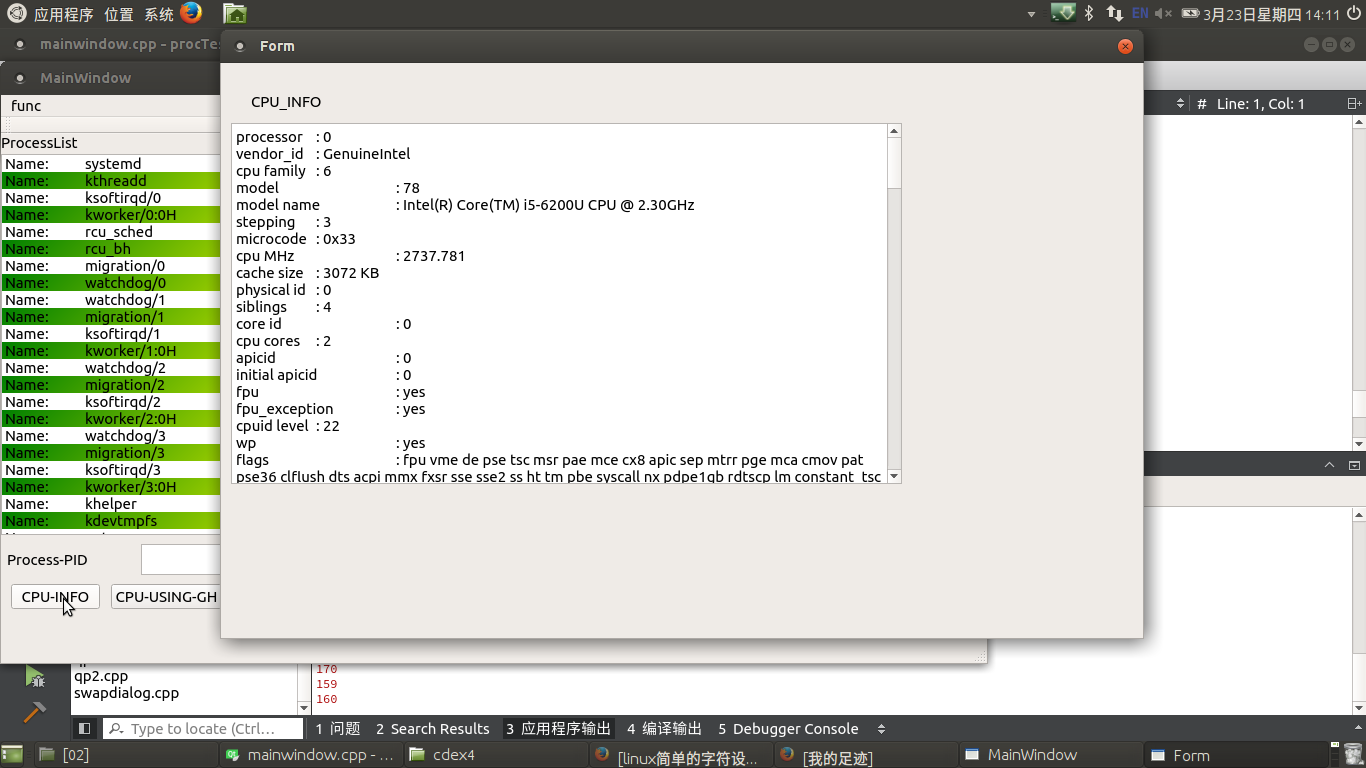 应用程序 位置 系统
EN
3月23日星期四 14:11
mainwindow.cpp - procTes
Form
MainWindow
func
# Line: 1, Col: 1
CPU_INFO
ProcessList
Name: systemd
Name: kthreadd
Name: ksoftirqd/0
Name: kworker/0:0H
Name: rcu_sched
Name: rcu_bh
Name: migration/0
Name: watchdog/0
Name: watchdog/1
Name: migration/1
Name: ksoftirqd/1
Name: kworker/1:0H
Name: watchdog/2
Name: migration/2
Name: ksoftirqd/2
Name: kworker/2:0H
Name: watchdog/3
Name: migration/3
Name: ksoftirqd/3
Name: kworker/3:0H
Name: khelper
Name: kdevtmpfs
processor : 0
vendor_id : GenuineIntel
cpu family : 6
model : 78
model name : Intel(R) Core(TM) i5-6200U CPU @ 2.30GHz
stepping : 3
microcode : 0x33
cpu MHz : 2737.781
cache size : 3072 KB
physical id : 0
siblings : 4
core id : 0
cpu cores : 2
apicid : 0
initial apicid : 0
fpu : yes
fpu_exception : yes
cpuid level : 22
wp : yes
flags : fpu vme de pse tsc msr pae mce cx8 apic sep mtrr pge mca cmov pat
pse36 clflush dts acpi mmx fxsr sse sse2 ss ht tm pbe syscall nx pdpe1gb rdtscp lm constant_tsc
Process-PID
CPU-INFO
CPU-USING-GH
qp2.cpp
swapdialog.cpp
170
159
160
Type to locate (Ctrl...
1 问题
2 Search Results
3 应用程序输出
4 编译输出
5 Debugger Console
[02]
mainwindow.cpp - ...
cdex4
[linux简单的字符设...
[我的足迹]
MainWindow
Form